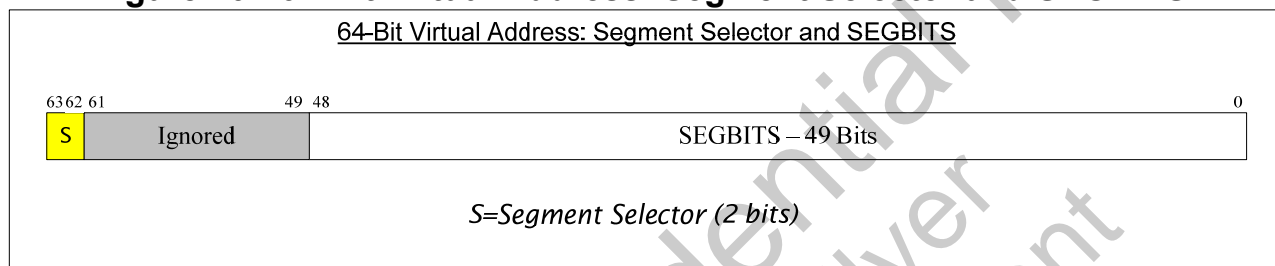 64-Bit Virtual Address: Segment Selector and SEGBITS
63 62 61 49 48 0
S Ignored SEGBITS – 49 Bits
S=Segment Selector (2 bits)